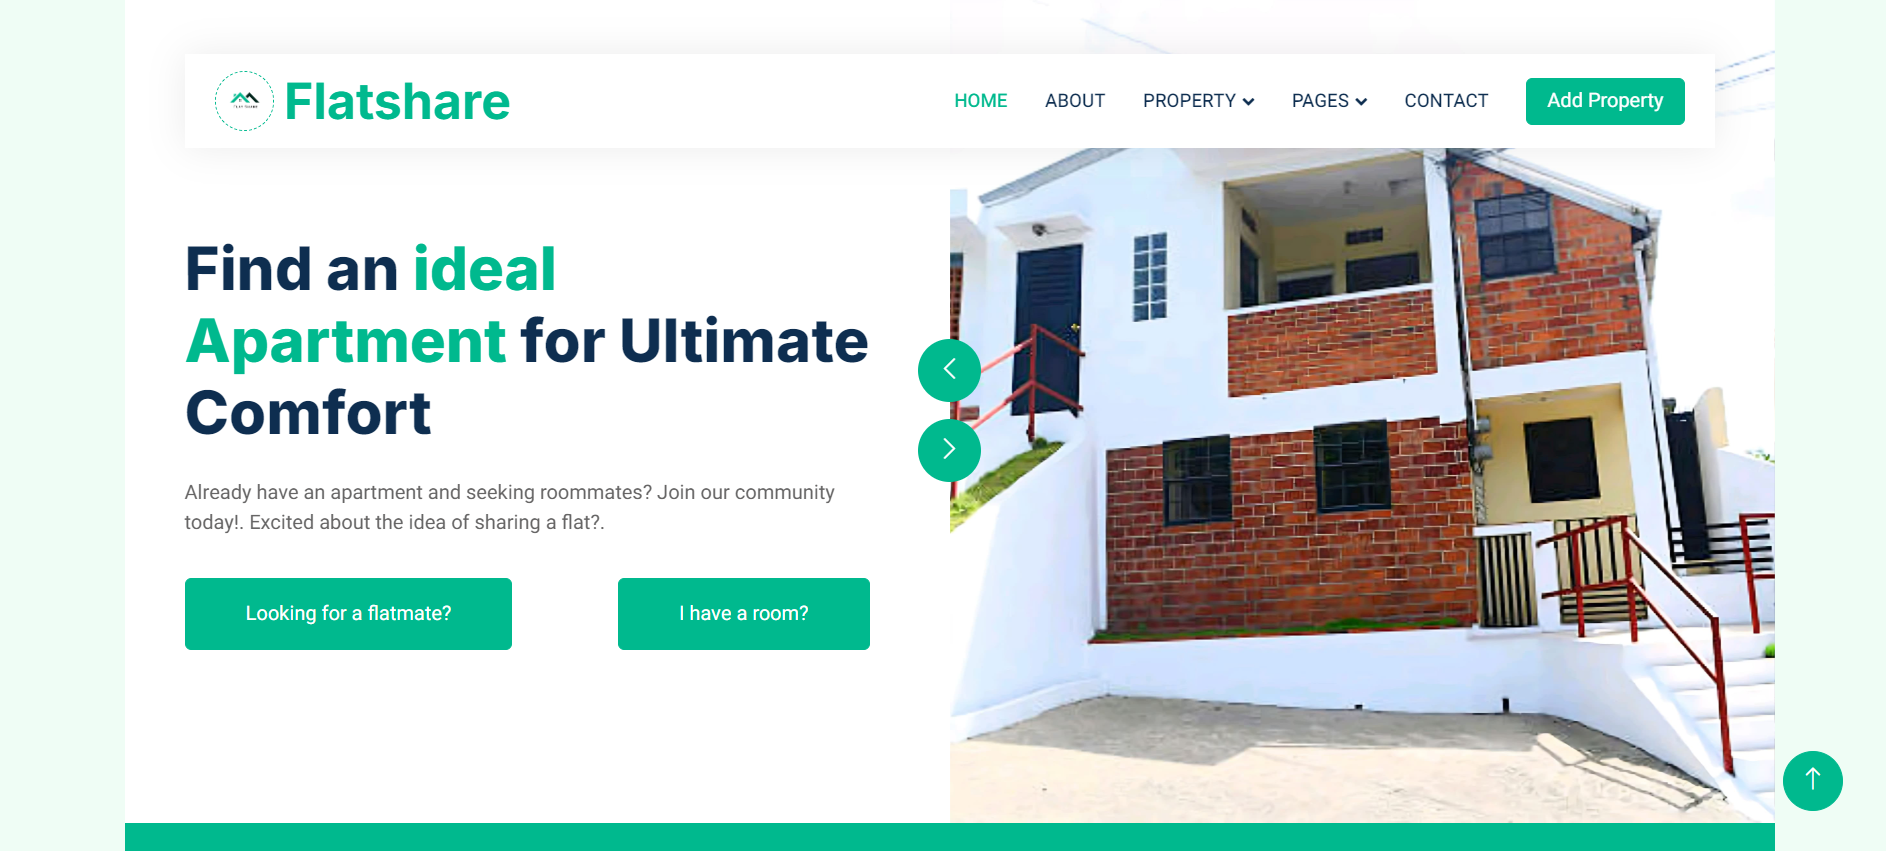 Flatshare
HOME ABOUT PROPERTY PAGES CONTACT Add Property
Find an ideal
Apartment for Ultimate
Comfort
Already have an apartment and seeking roommates? Join our community
today!. Excited about the idea of sharing a flat?.
Looking for a flatmate? I have a room?